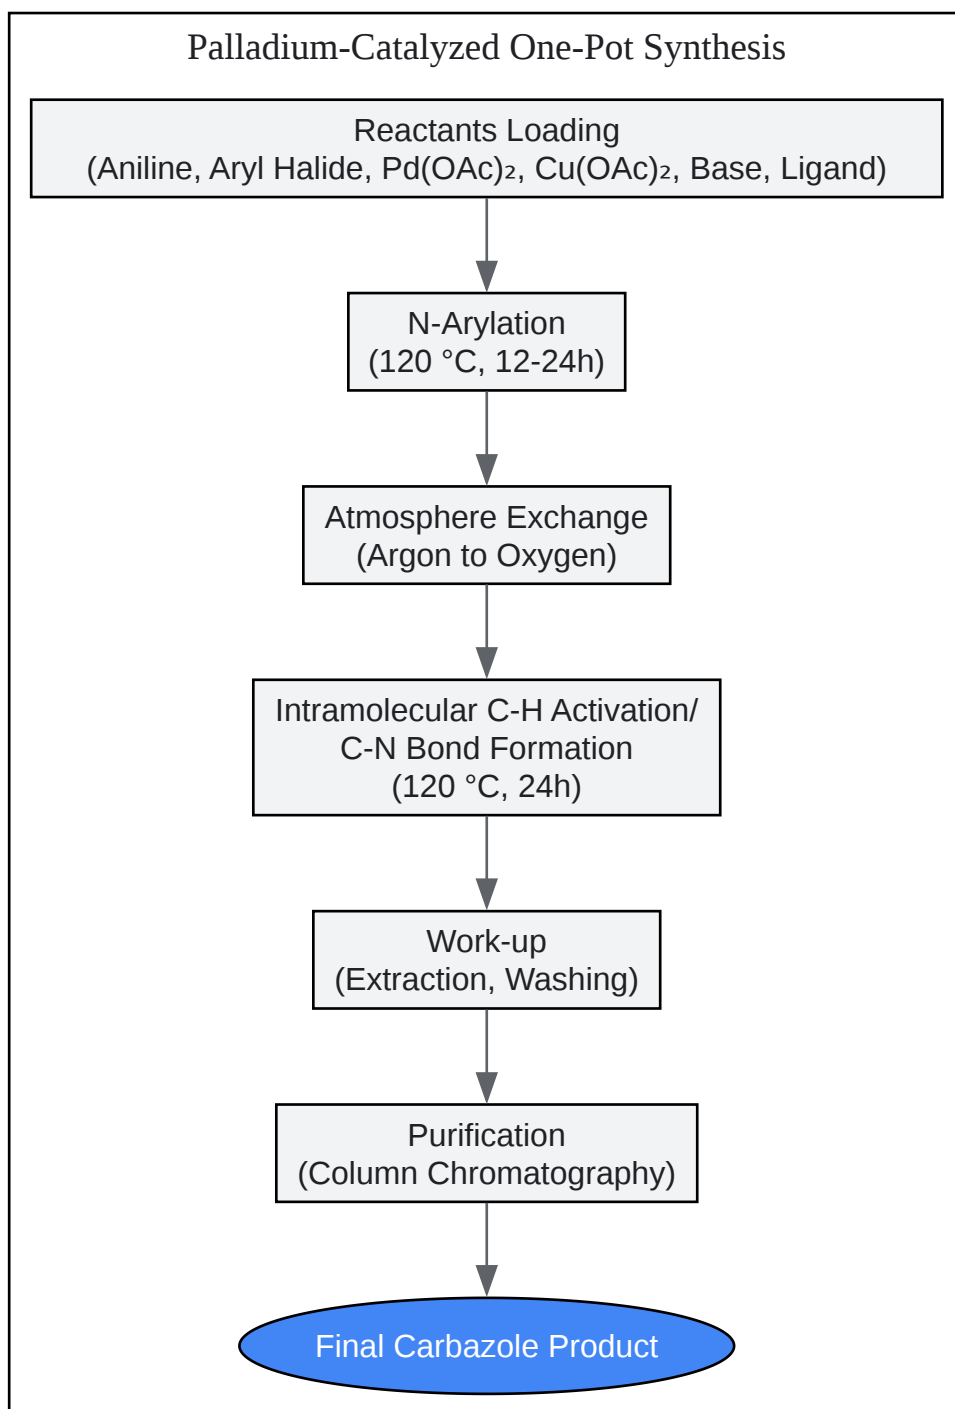 Palladium-Catalyzed One-Pot Synthesis
Reactants Loading
(Aniline, Aryl Halide, Pd(OAc)₂, Cu(OAc)₂, Base, Ligand)
N-Arylation
(120 °C, 12-24h)
Atmosphere Exchange
(Argon to Oxygen)
Intramolecular C-H Activation/
C-N Bond Formation
(120 °C, 24h)
Work-up
(Extraction, Washing)
Purification
(Column Chromatography)
Final Carbazole Product